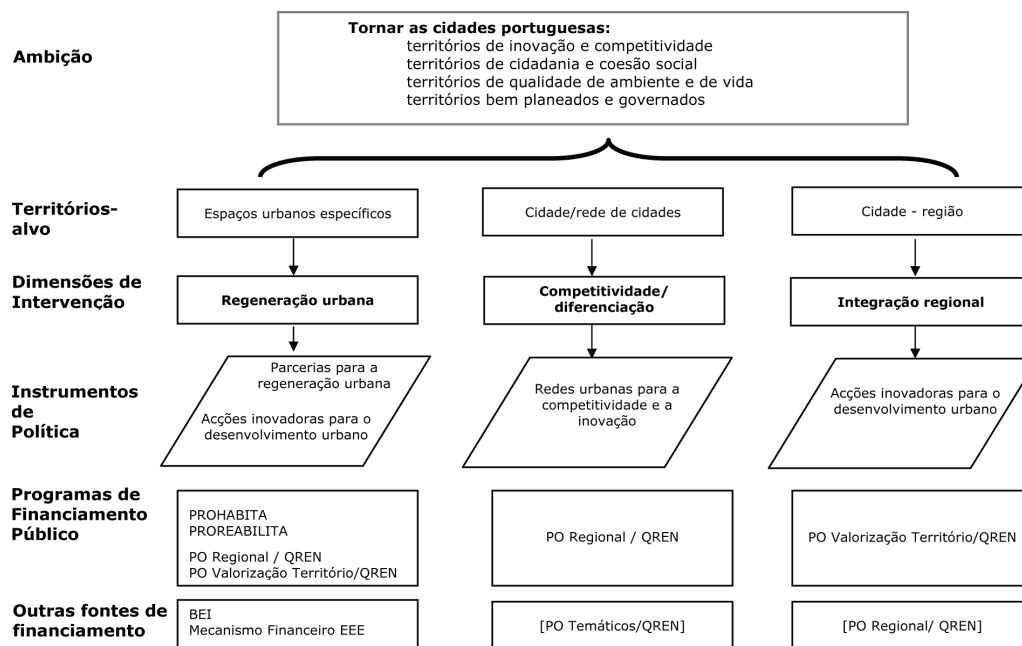 Ambição
Tornar as cidades portuguesas:
territórios de inovação e competitividade
territórios de cidadania e coesão social
territórios de qualidade de ambiente e de vida
territórios bem planeados e governados
Territórios-
alvo
Espaços urbanos específicos
Cidade/rede de cidades
Cidade - região
Dimensões de
Intervenção
Regeneração urbana
Competitividade/
diferenciação
Integração regional
Instrumentos
de
Política
Parcerias para a
regeneração urbana
Acções inovadoras para o
desenvolvimento urbano
Redes urbanas para a
competitividade e a
inovação
Acções inovadoras para o
desenvolvimento urbano
Programas de
Financiamento
Público
PROHABITA
PROREABILITA
PO Regional / QREN
PO Valorização Território/QREN
PO Regional / QREN
PO Valorização Território/QREN
Outras fontes de
financiamento
BEI
Mecanismo Financeiro EEE
[PO Temáticos/QREN]
[PO Regional/ QREN]